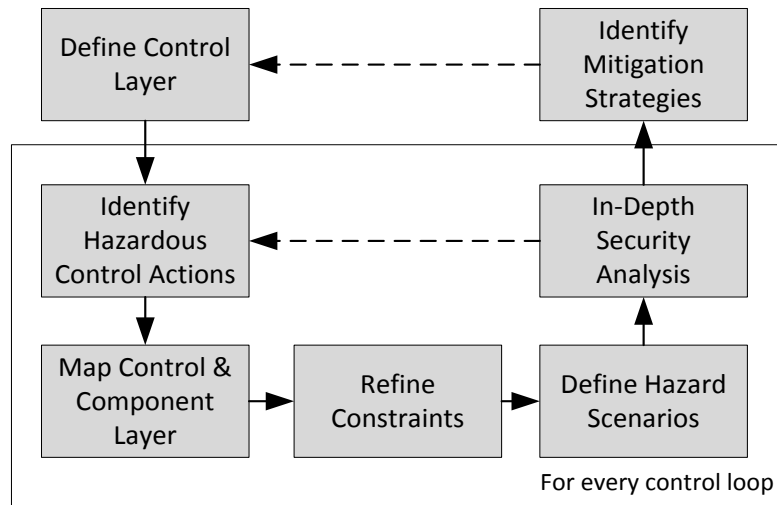 Define Control
Layer
Identify
Mitigation
Strategies
Identify
Hazardous
Control Actions
In-Depth
Security
Analysis
Map Control &
Component
Layer
Refine
Constraints
Define Hazard
Scenarios
For every control loop